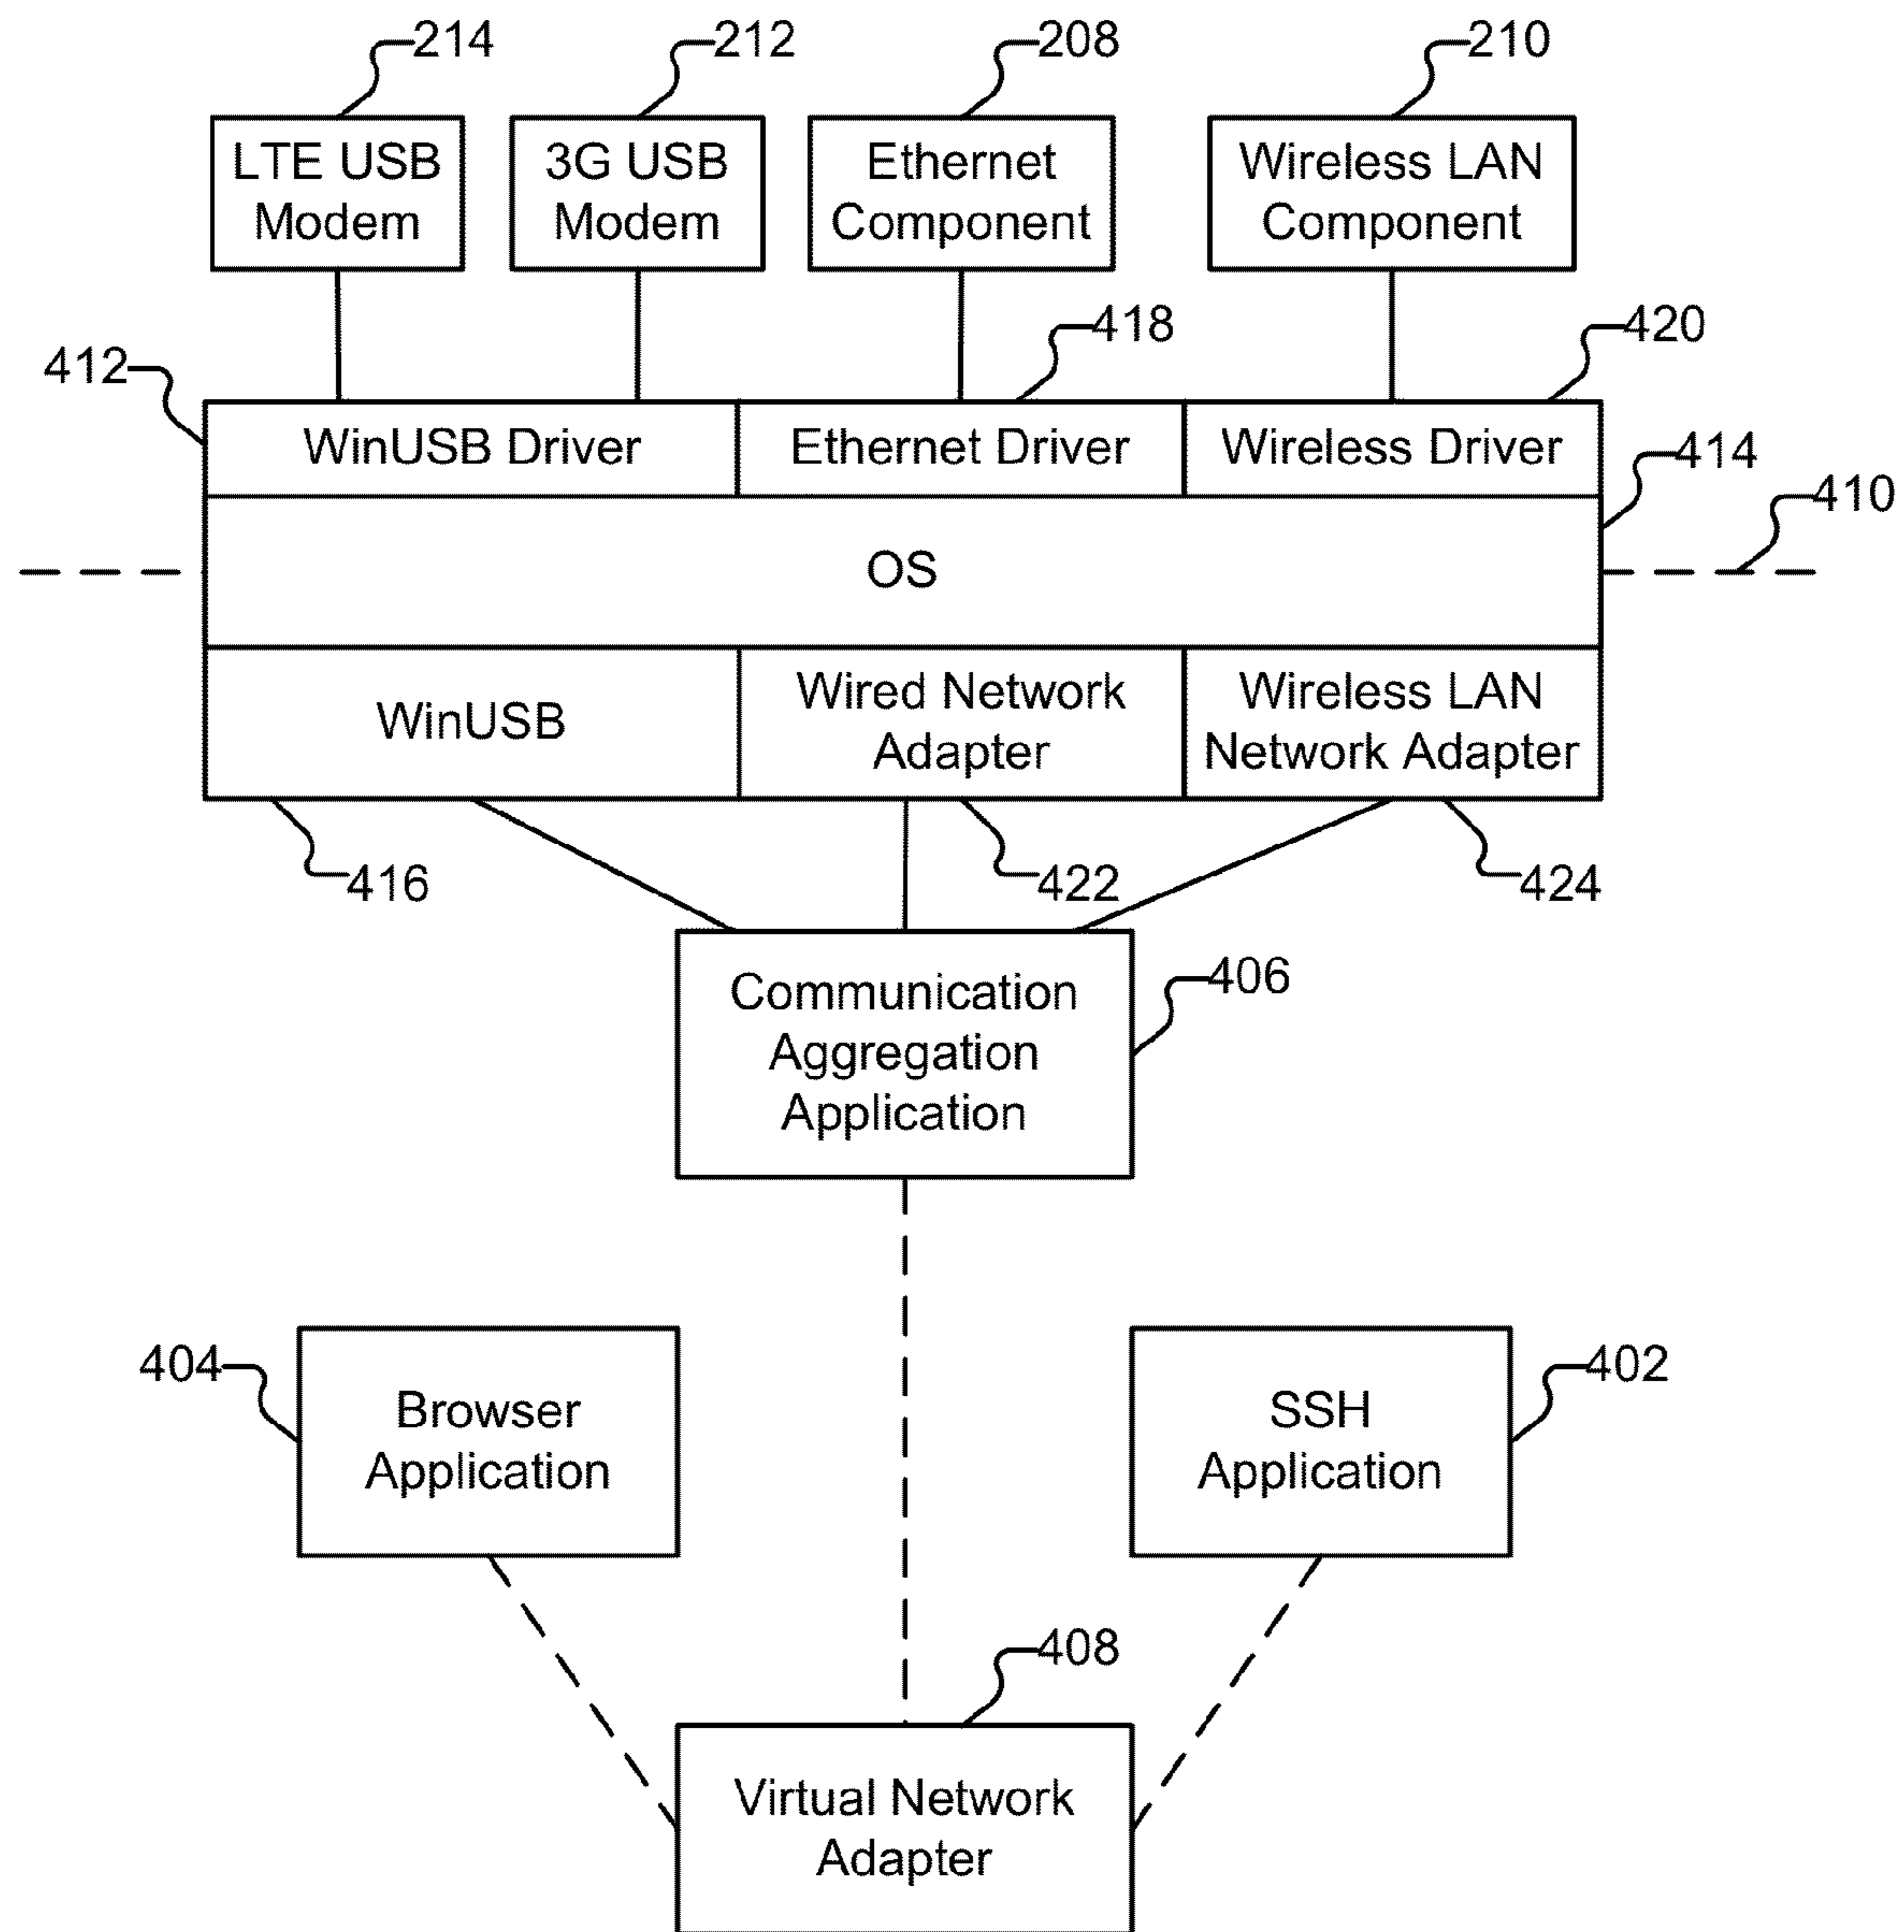 214
212
208
210
LTE USB
Modem
3G USB
Modem
Ethernet
Component
Wireless LAN
Component
418
420
412
WinUSB Driver
Ethernet Driver
Wireless Driver
414
410
OS
WinUSB
Wired Network
Adapter
Wireless LAN
Network Adapter
416
422
424
Communication
Aggregation
Application
406
404
Browser
Application
SSH
Application
402
408
Virtual Network
Adapter